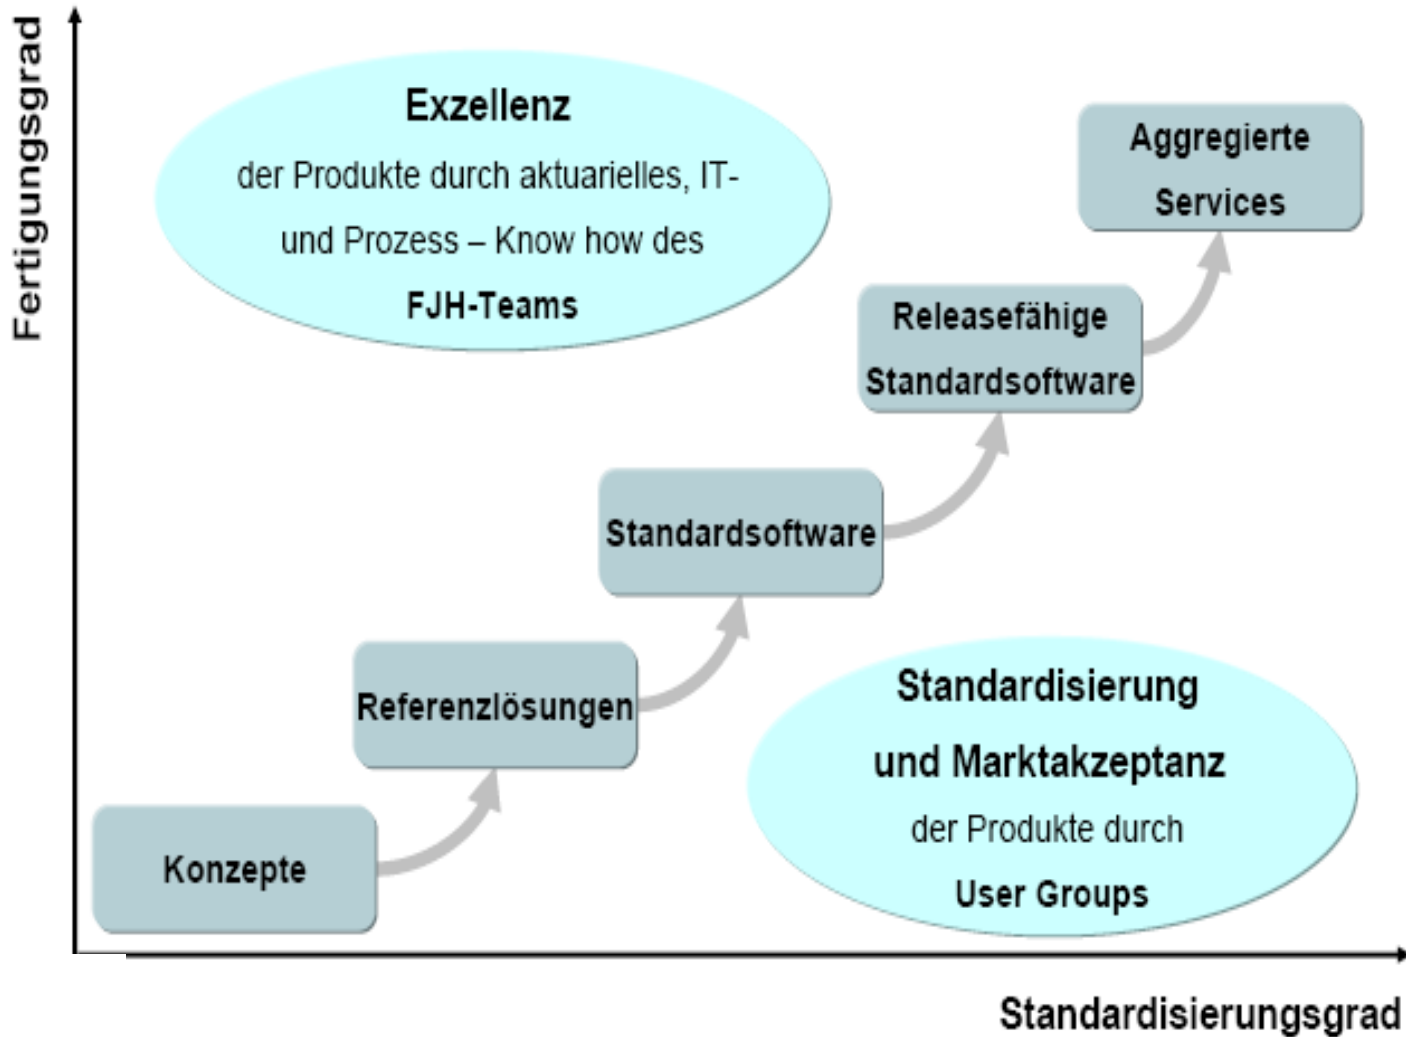 Fertigungsgrad
Exzellenz
der Produkte durch aktuarielles, IT-
und Prozess – Know how des
FJH-Teams
Aggregierte
Services
Releasefähige
Standardsoftware
Standardsoftware
Referenzlösungen
Konzepte
Standardisierung
und Marktakzeptanz
der Produkte durch
User Groups
Standardisierungsgrad